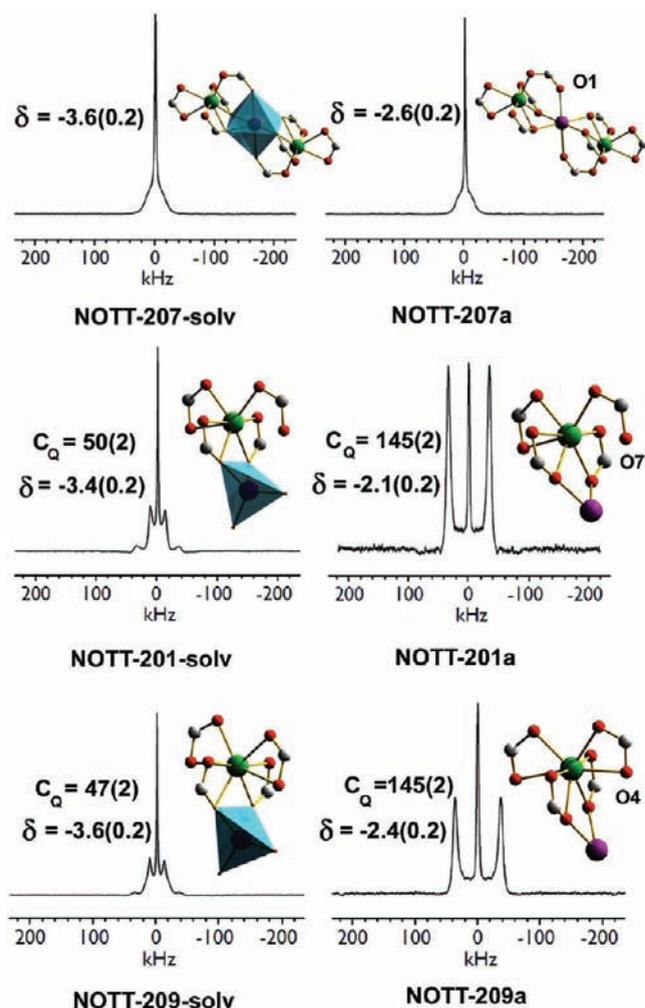 δ = -3.6(0.2)
δ = -2.6(0.2)
O1
200 100 0 -100 -200
kHz
200 100 0 -100 -200
kHz
NOTT-207-solv
NOTT-207a
C_Q = 50(2)
δ = -3.4(0.2)
C_Q = 145(2)
δ = -2.1(0.2)
O7
200 100 0 -100 -200
kHz
200 100 0 -100 -200
kHz
NOTT-201-solv
NOTT-201a
C_Q = 47(2)
δ = -3.6(0.2)
C_Q =145(2)
δ = -2.4(0.2)
O4
200 100 0 -100 -200
kHz
200 100 0 -100 -200
kHz
NOTT-209-solv
NOTT-209a